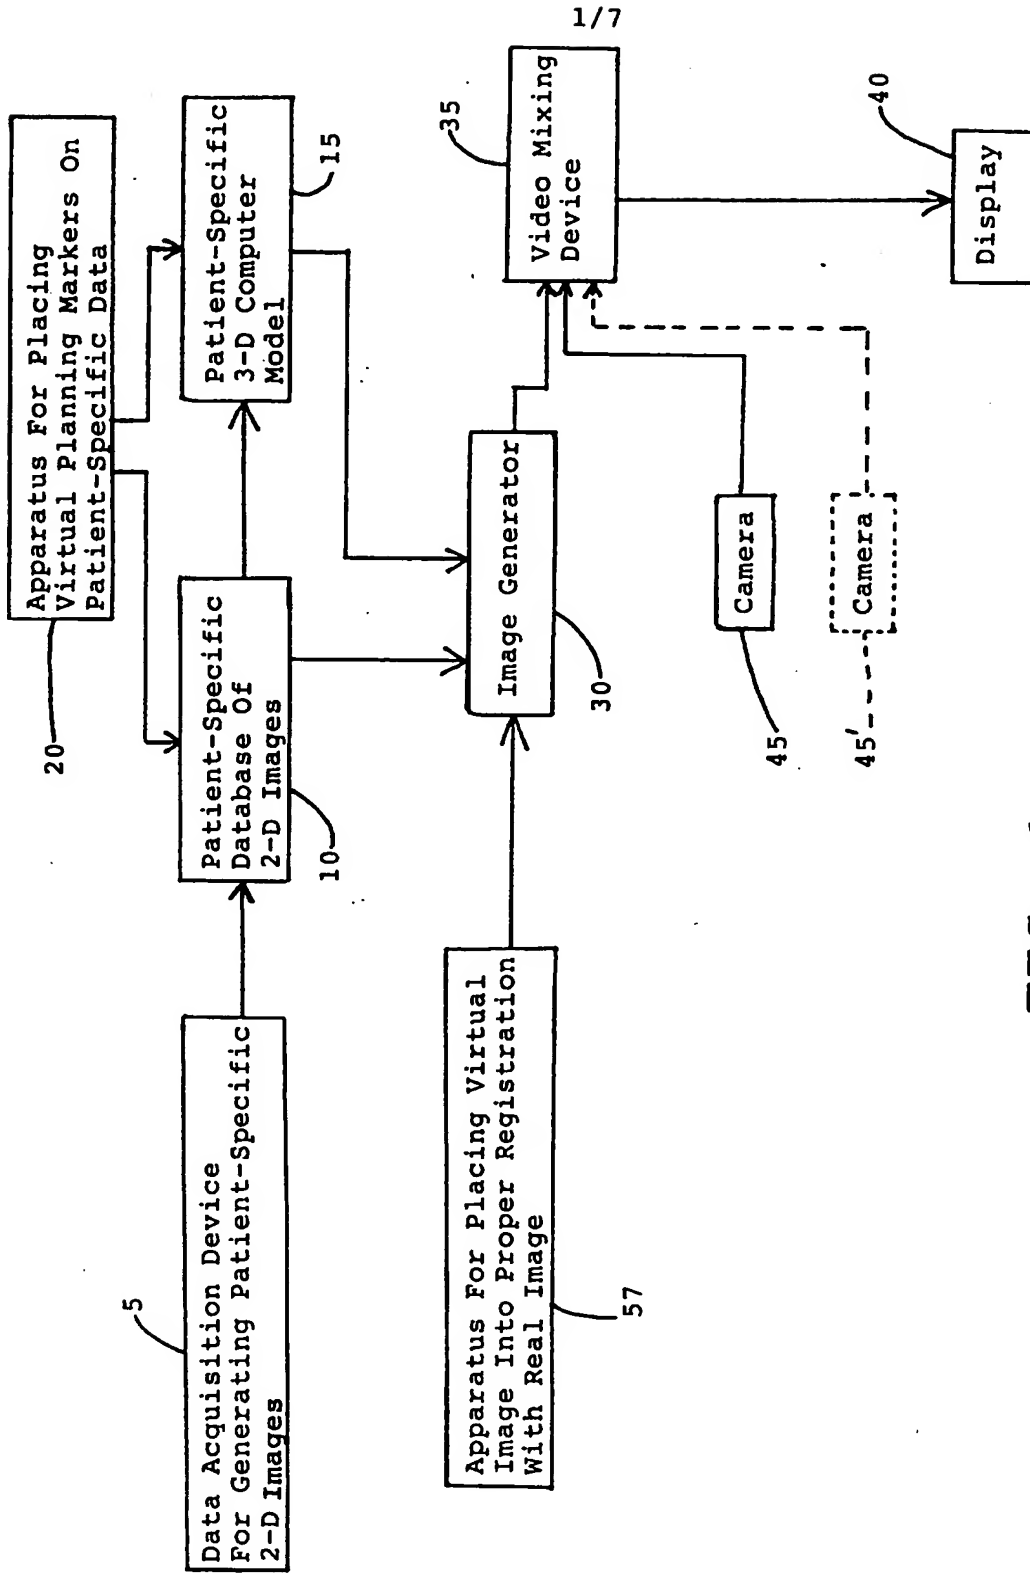 1/7
20
Apparatus For Placing
Virtual Planning Markers On
Patient-Specific Data
5
Data Acquisition Device
For Generating Patient-Specific
2-D Images
Patient-Specific
Database Of
2-D Images
10
Patient-Specific
3-D Computer
Model
15
Apparatus For Placing Virtual
Image Into Proper Registration
With Real Image
57
Image Generator
30
35
Video Mixing
Device
45
Camera
45'
Camera
40
Display